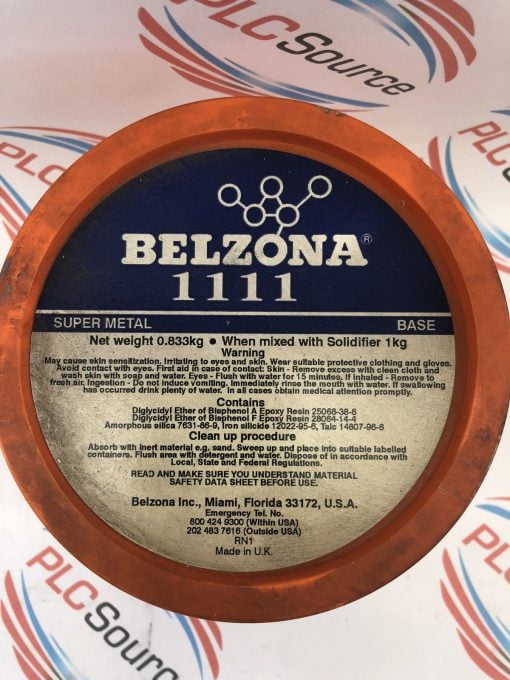 PLC Source
PLC Source
PLC
PLC
BELZONA®
1111
SUPER METAL BASE
Net weight 0.833kg • When mixed with Solidifier 1kg
Warning
May cause skin sensitization. Irritating to eyes and skin. Wear suitable protective clothing and gloves.
Avoid contact with eyes. First aid in case of contact: Skin - Remove excess with clean cloth and
wash skin with soap and water. Eyes - Flush with water for 15 minutes. If inhaled - Remove to
fresh air. Ingestion - Do not induce vomiting. Immediately rinse the mouth with water. If swallowing
has occurred drink plenty of water. In all cases obtain medical attention promptly.
Contains
Diglycidyl Ether of Bisphenol A Epoxy Resin 25068-38-6
Diglycidyl Ether of Bisphenol F Epoxy Resin 28064-14-4
Amorphous silica 7631-86-9, Iron silicide 12022-95-6, Talc 14807-96-6
Clean up procedure
Absorb with inert material e.g. sand. Sweep up and place into suitable labelled
containers. Flush area with detergent and water. Dispose of in accordance with
Local, State and Federal Regulations.
READ AND MAKE SURE YOU UNDERSTAND MATERIAL
SAFETY DATA SHEET BEFORE USE.
Belzona Inc., Miami, Florida 33172, U.S.A.
Emergency Tel. No.
800 424 9300 (Within USA)
202 483 7616 (Outside USA)
RN1
Made in U.K.
PLC Source
PLC